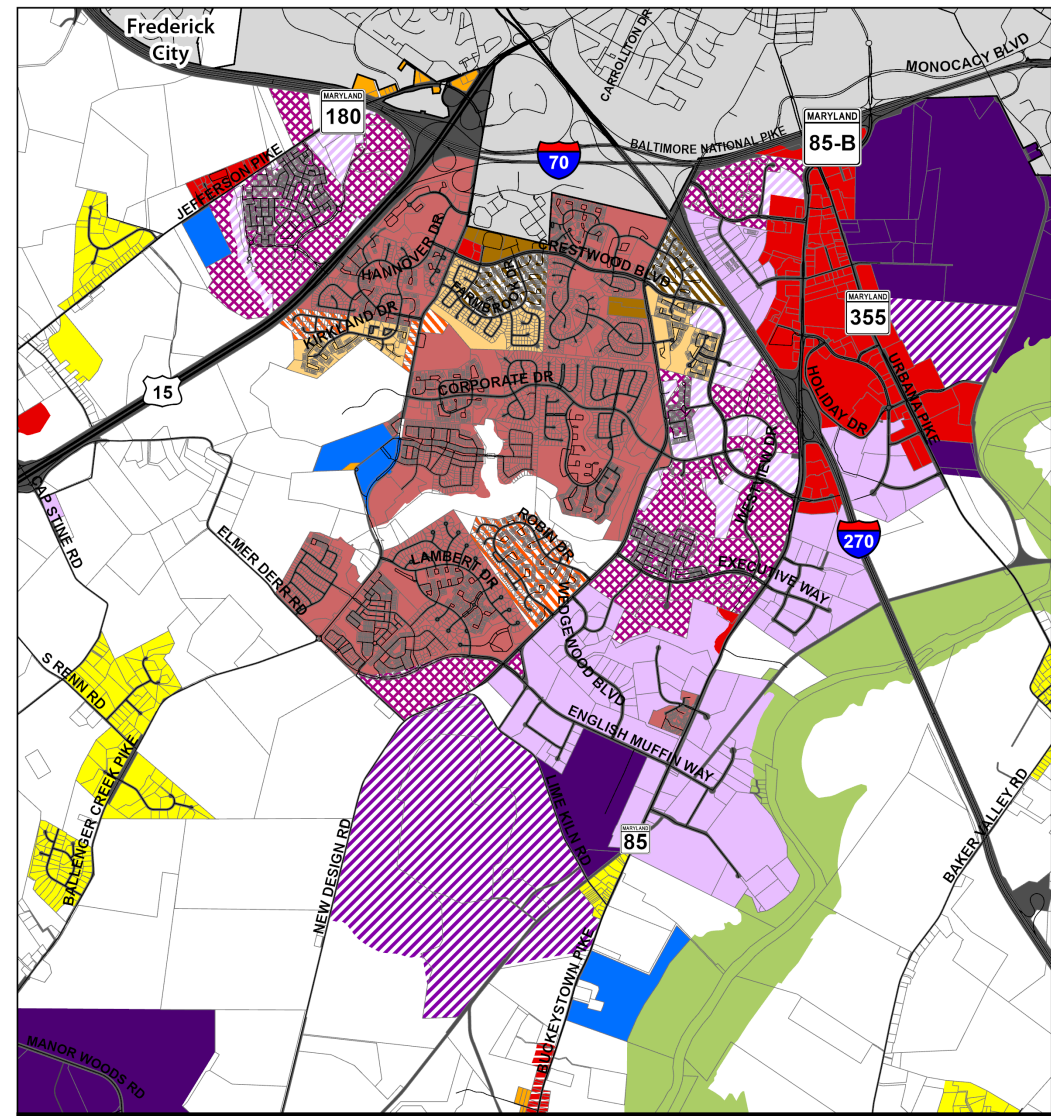 Frederick
City
CARROLLTON DR
MONOCACY BLVD
MARYLAND
180
MARYLAND
85-B
BALTIMORE NATIONAL PIKE
70
JEFFERSON PIKE
HANNOVER DR
CRESTWOOD BLVD
FARMBROOK DR
MARYLAND
355
KIRKLAND DR
URBANA PIKE
HOLIDAY DR
15
CORPORATE DR
WESTVIEW DR
CAP STINE RD
ROBIN DR
270
ELMER DERR RD
LAMBERT DR
EXECUTIVE WAY
WEDGEWOOD BLVD
S RENN RD
ENGLISH MUFFIN WAY
BALLENGER CREEK PIKE
LIME KILN RD
BAKER VALLEY RD
MARYLAND
85
NEW DESIGN RD
BUCKEYSTOWN PIKE
MANOR WOODS RD